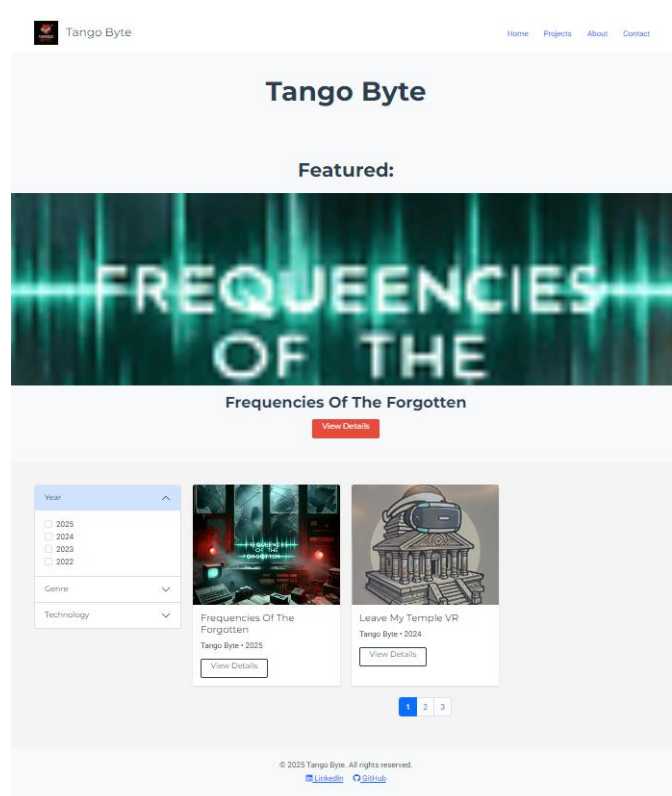 TANGO
Tango Byte
Home Projects About Contact
Tango Byte
Featured:
FREQUEENCIES
OF THE
Frequencies Of The Forgotten
View Details
Year
2025
2024
2023
2022
Genre
Technology
FREQUEENCIES
OF THE
FORGOTTEN
Frequencies Of The
Forgotten
Tango Byte • 2025
View Details
Leave My Temple VR
Tango Byte • 2024
View Details
1 2 3
© 2025 Tango Byte. All rights reserved.
LinkedIn GitHub